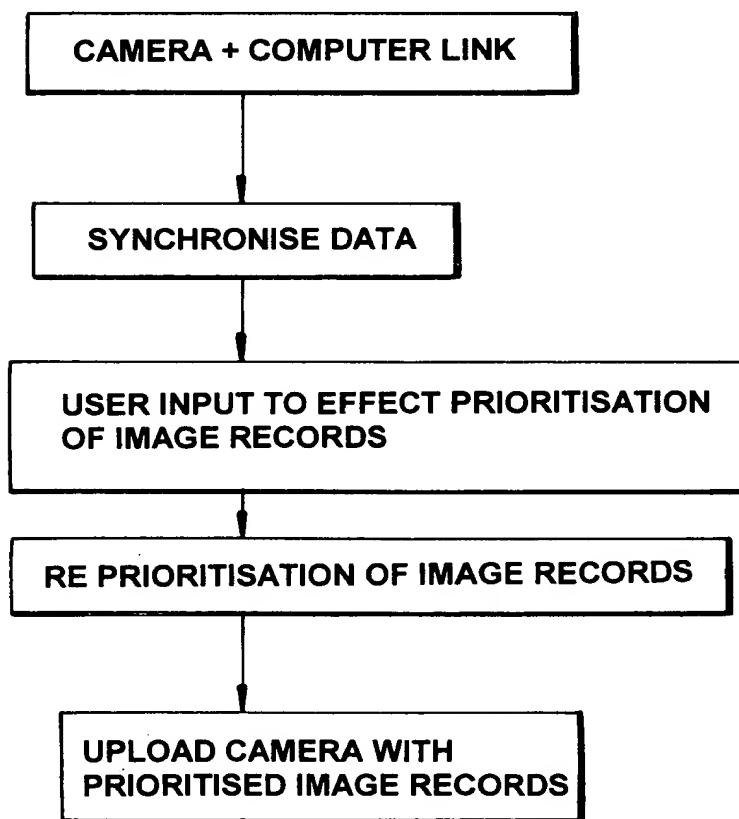 CAMERA + COMPUTER LINK
SYNCHRONISE DATA
USER INPUT TO EFFECT PRIORITISATION
OF IMAGE RECORDS
RE PRIORITISATION OF IMAGE RECORDS
UPLOAD CAMERA WITH
PRIORITISED IMAGE RECORDS